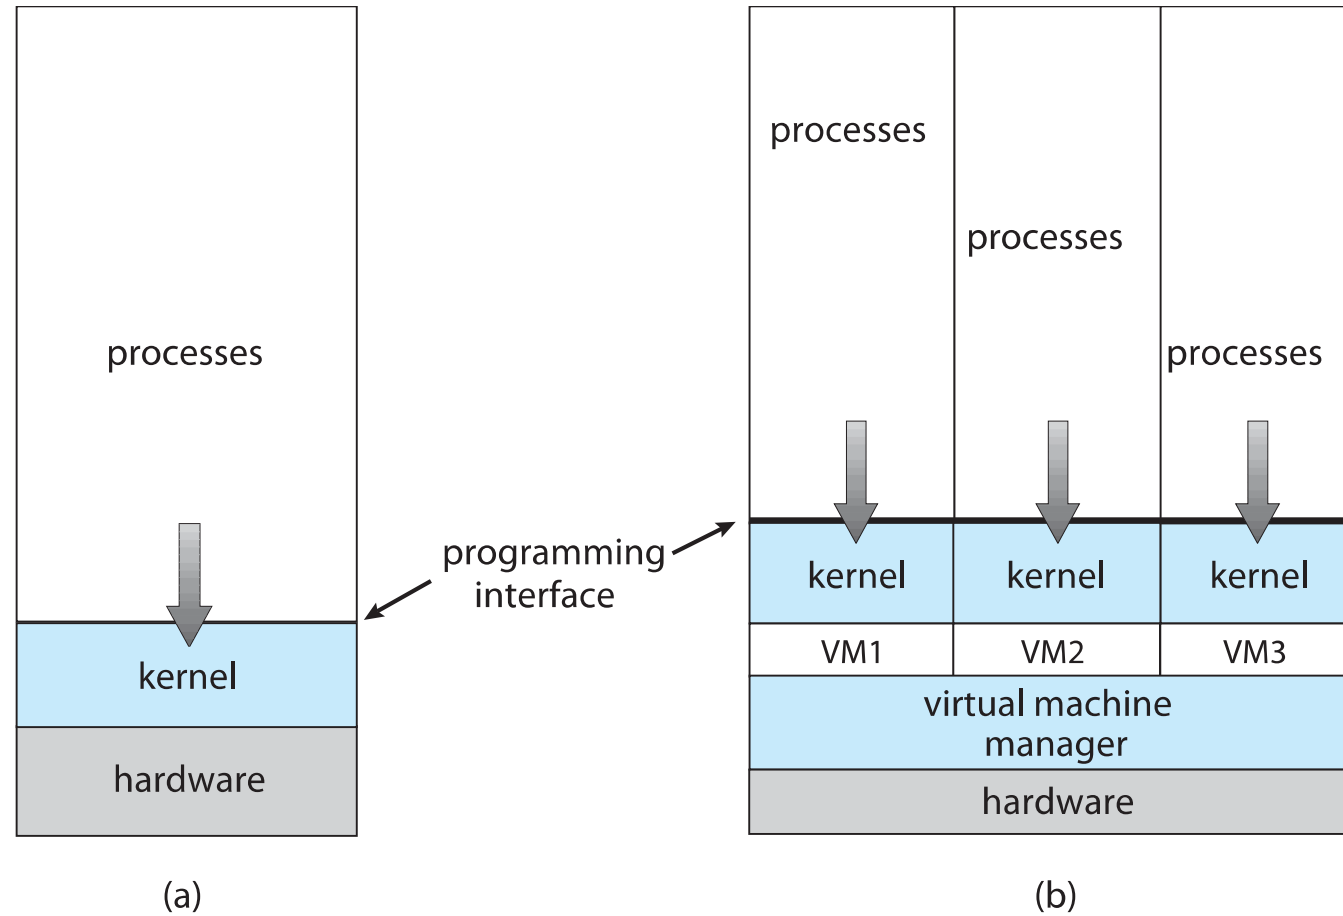 processes
kernel
hardware
(a)
programming
interface
processes
processes
processes
kernel
kernel
kernel
VM1
VM2
VM3
virtual machine
manager
hardware
(b)